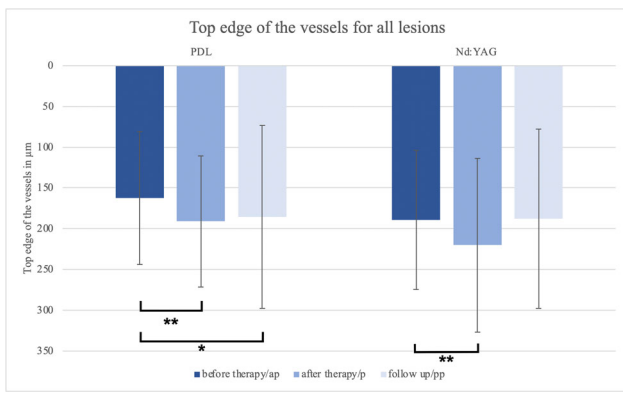 Top edge of the vessels for all lesions
PDL Nd:YAG
Top edge of the vessels in µm
0
50
100
150
200
250
300
350
** 
*
**
before therapy/ap after therapy/p follow up/pp